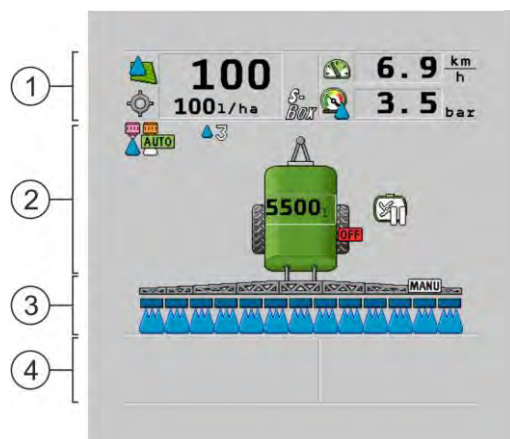 1
100
6.9 km/h
100 l/ha
S-Box
3.5 bar
AUTO
3
2
5500 l
OFF
MANU
3
4